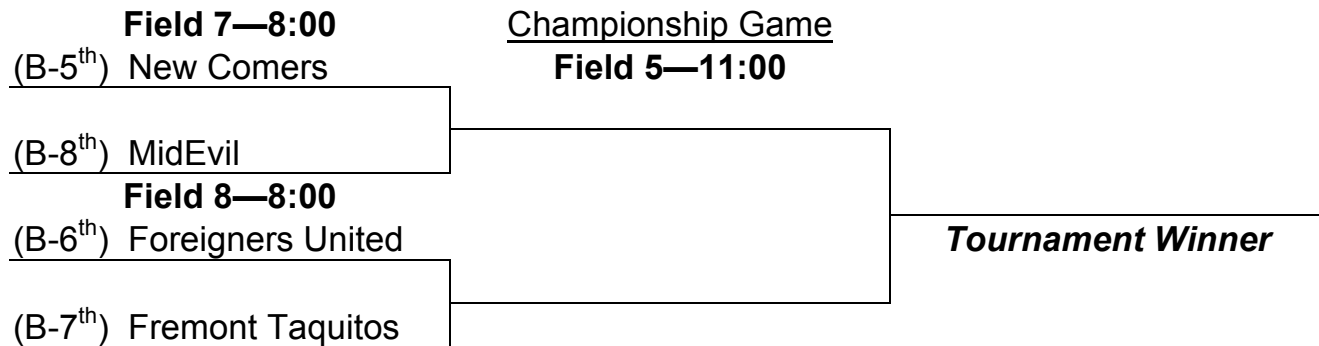 Field 7—8:00 Championship Game
(B-5th) New Comers Field 5—11:00
(B-8th) MidEvil
Field 8—8:00
(B-6th) Foreigners United Tournament Winner
(B-7th) Fremont Taquitos